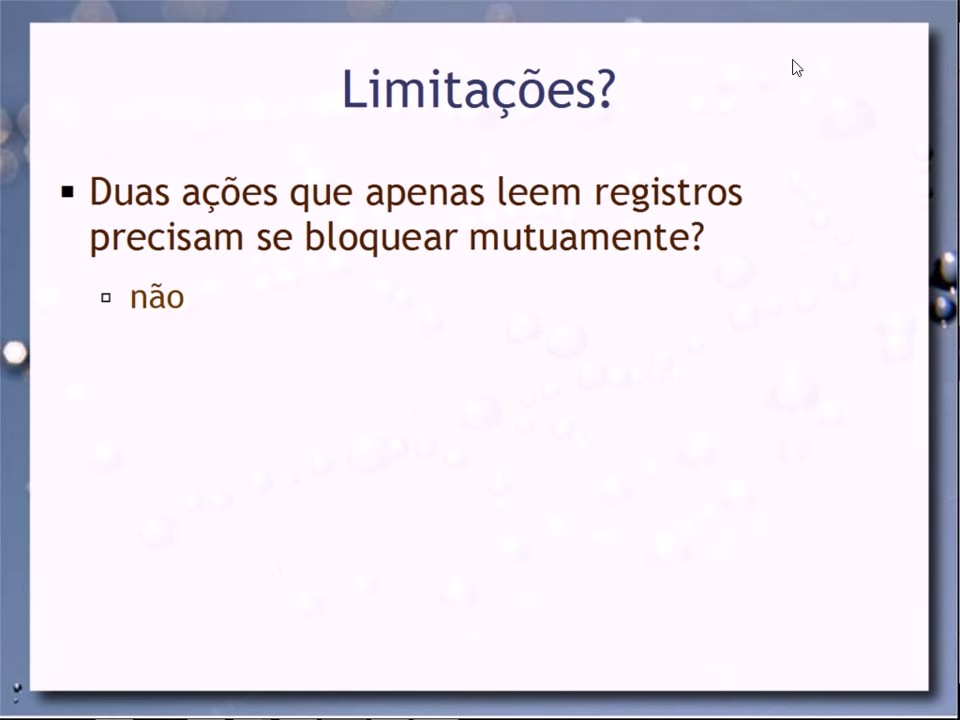 Limitações?
Duas ações que apenas leem registros
precisam se bloquear mutuamente?
não